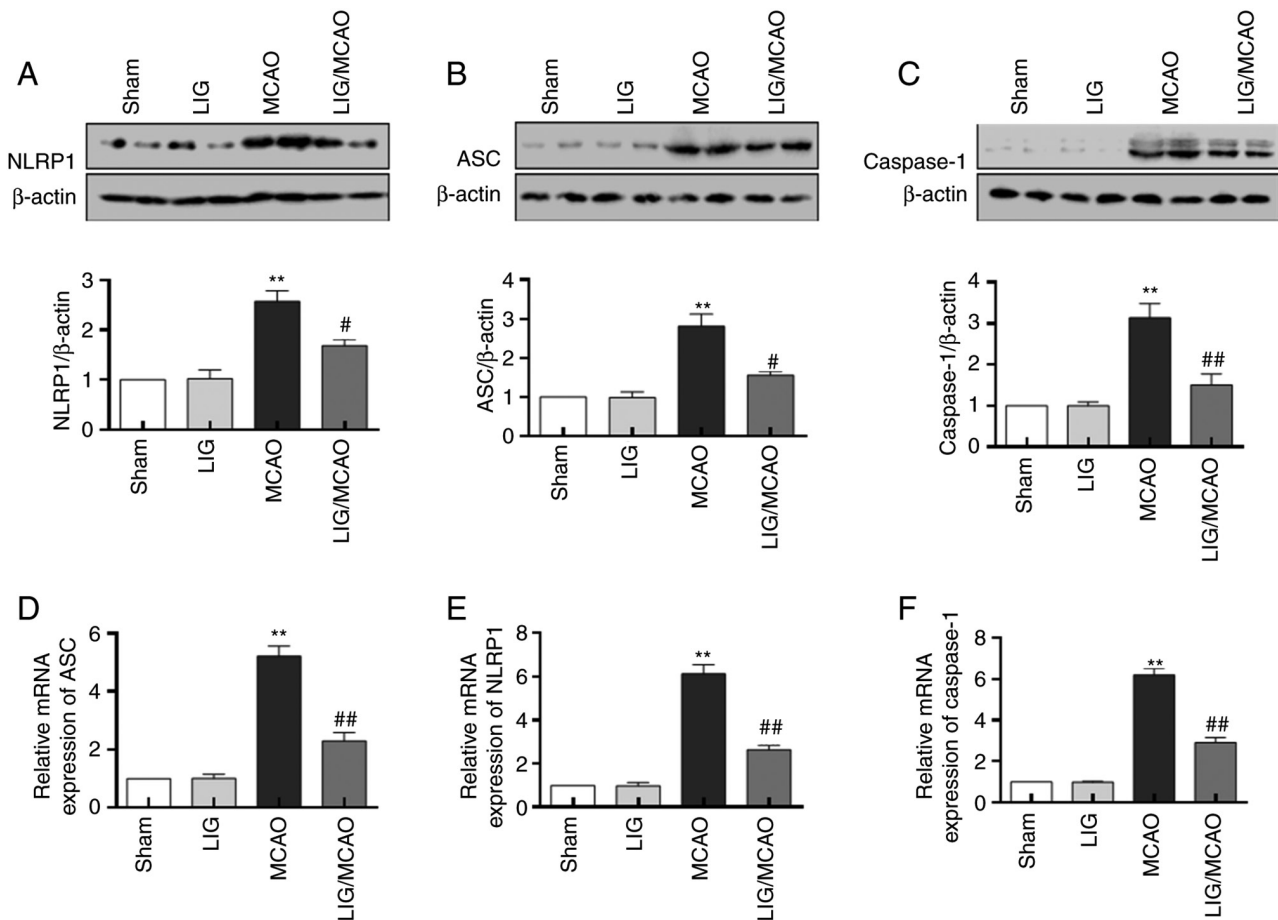 A
Sham
LIG
MCAO
LIG/MCAO
NLRP1
β-actin
NLRP1/β-actin
3
2
1
0
**
#
Sham
LIG
MCAO
LIG/MCAO
B
Sham
LIG
MCAO
LIG/MCAO
ASC
β-actin
ASC/β-actin
4
3
2
1
0
**
#
Sham
LIG
MCAO
LIG/MCAO
C
Sham
LIG
MCAO
LIG/MCAO
Caspase-1
β-actin
Caspase-1/β-actin
4
3
2
1
0
**
##
Sham
LIG
MCAO
LIG/MCAO
D
Relative mRNA
expression of ASC
6
4
2
0
**
##
Sham
LIG
MCAO
LIG/MCAO
E
Relative mRNA
expression of NLRP1
8
6
4
2
0
**
##
Sham
LIG
MCAO
LIG/MCAO
F
Relative mRNA
expression of caspase-1
8
6
4
2
0
**
##
Sham
LIG
MCAO
LIG/MCAO